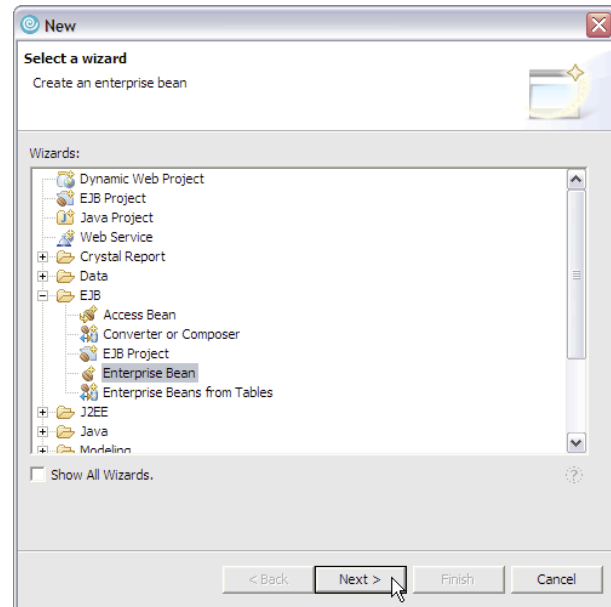 New
Select a wizard
Create an enterprise bean
Wizards:
Dynamic Web Project
EJB Project
Java Project
Web Service
Crystal Report
Data
EJB
Access Bean
Converter or Composer
EJB Project
Enterprise Bean
Enterprise Beans from Tables
J2EE
Java
Modeling
Show All Wizards.
< Back Next > Finish Cancel